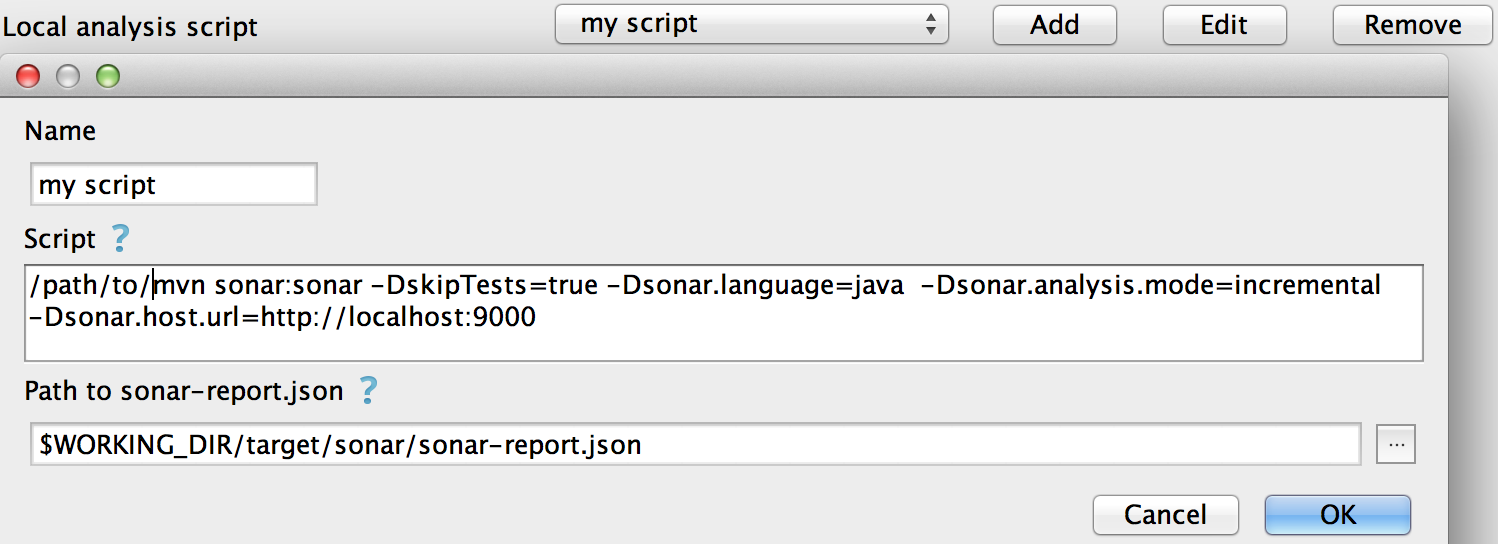 Local analysis script my script Add Edit Remove
Name
my script
Script ?
/path/to/mvn sonar:sonar -DskipTests=true -Dsonar.language=java  -Dsonar.analysis.mode=incremental
-Dsonar.host.url=http://localhost:9000
Path to sonar-report.json ?
$WORKING_DIR/target/sonar/sonar-report.json ...
Cancel OK